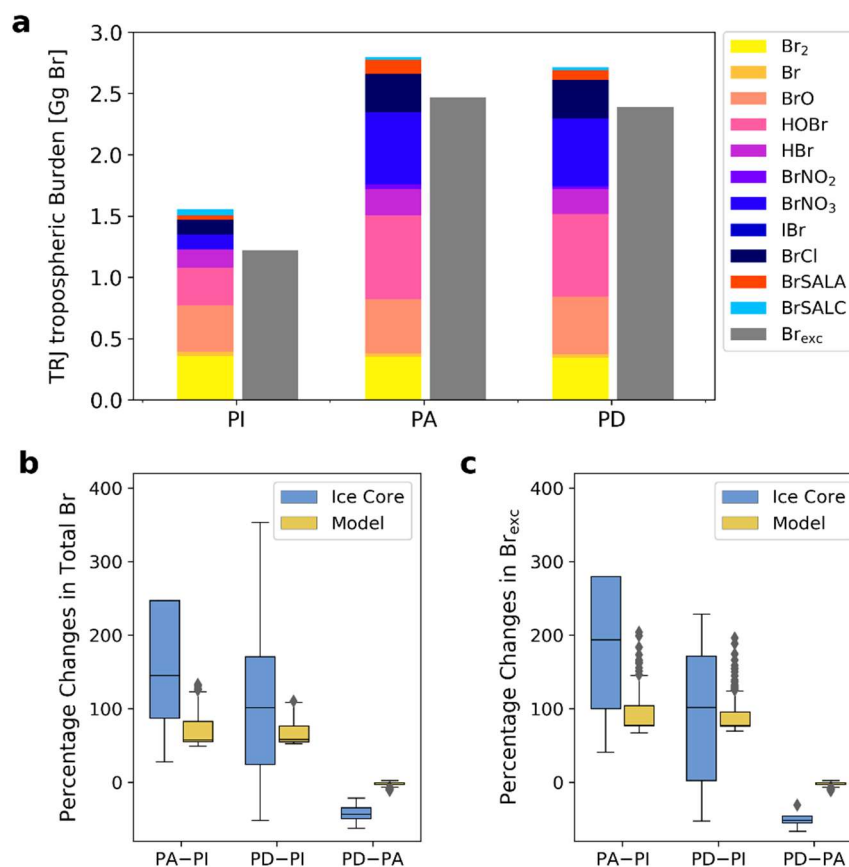 a
TRJ tropospheric Burden [Gg Br]
3.0
2.5
2.0
1.5
1.0
0.5
0.0
PI
PA
PD
Br₂
Br
BrO
HOBr
HBr
BrNO₂
BrNO₃
IBr
BrCl
BrSALA
BrSALC
Brₑₓc
b
Percentage Changes in Total Br
400
300
200
100
0
PA−PI
PD−PI
PD−PA
Ice Core
Model
c
Percentage Changes in Brₑₓc
400
300
200
100
0
PA−PI
PD−PI
PD−PA
Ice Core
Model